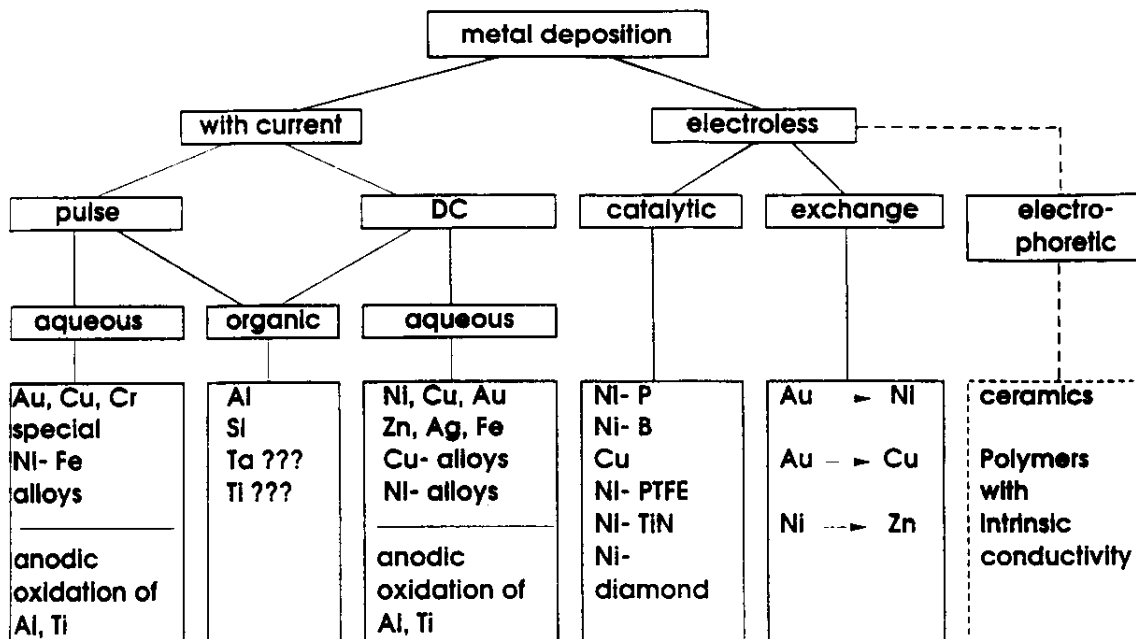 metal deposition
with current
electroless
pulse
DC
catalytic
exchange
electro-
phoretic
aqueous
organic
aqueous
Au, Cu, Cr
special
Ni- Fe
alloys
anodic
oxidation of
Al, Ti
Al
Si
Ta ???
Ti ???
Ni, Cu, Au
Zn, Ag, Fe
Cu- alloys
Ni- alloys
anodic
oxidation of
Al, Ti
Ni- P
Ni- B
Cu
Ni- PTFE
Ni- TiN
Ni-
diamond
Au → Ni
Au → Cu
Ni → Zn
ceramics
Polymers
with
intrinsic
conductivity